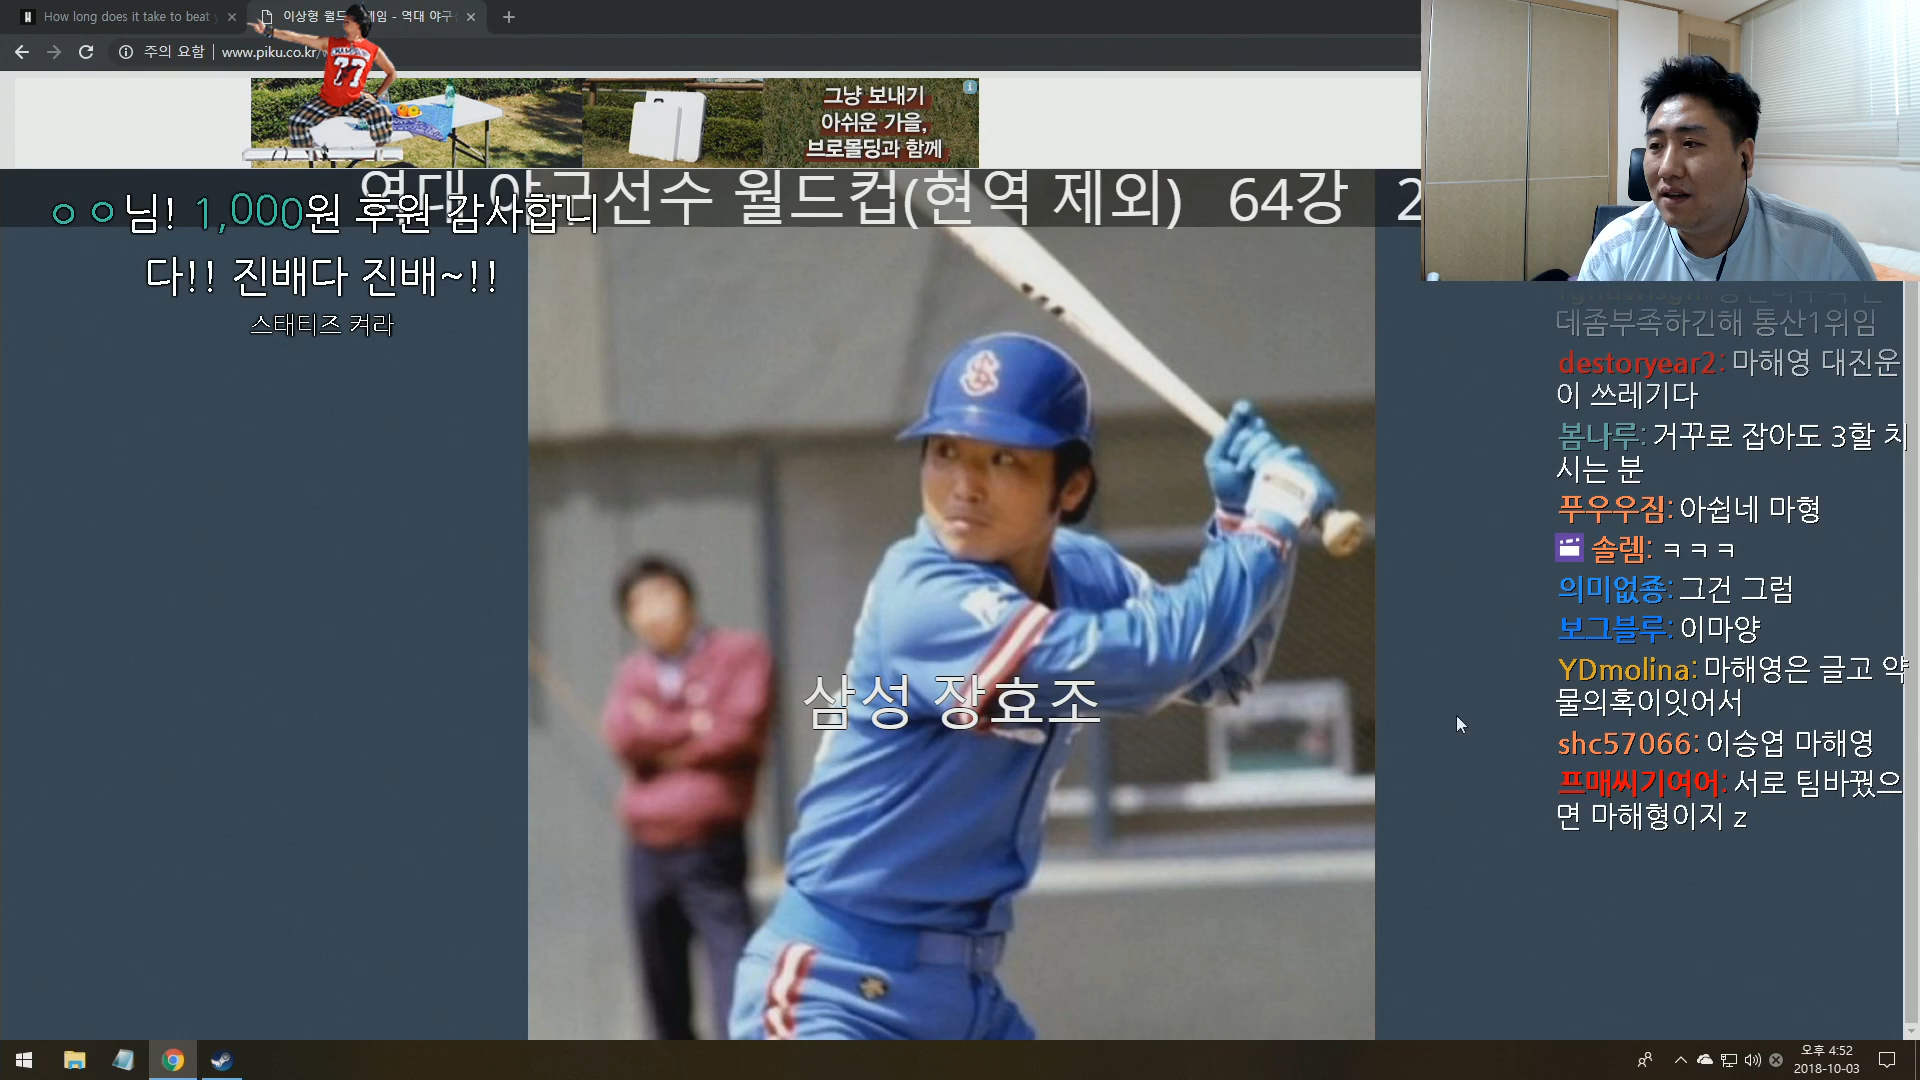 How long does it take to beat
이상형 월드
게임 - 역대 야구
주의 요함
www.piku.co.kr/
CHAMPIONS
77
그냥 보내기
아쉬운 가을,
브로몰딩과 함께
역대 야구선수 월드컵(현역 제외) 64강 2
ㅇㅇ님! 1,000원 후원 감사합니
다!! 진배다 진배~!!
스태티즈 켜라
삼성 장효조
데좀부족하긴해 통산1위임
destoryear2: 마해영 대진운
이 쓰레기다
봄나루: 거꾸로 잡아도 3할 치
시는 분
푸우우짐: 아쉽네 마형
솔렘: ㅋㅋㅋ
의미없죵: 그건 그럼
보그블루: 이마양
YDmolina: 마해영은 글고 약
물의혹이잇어서
shc57066: 이승엽 마해영
프매씨기여어: 서로 팀바꿨으
면 마해형이지 z
오후 4:52
2018-10-03